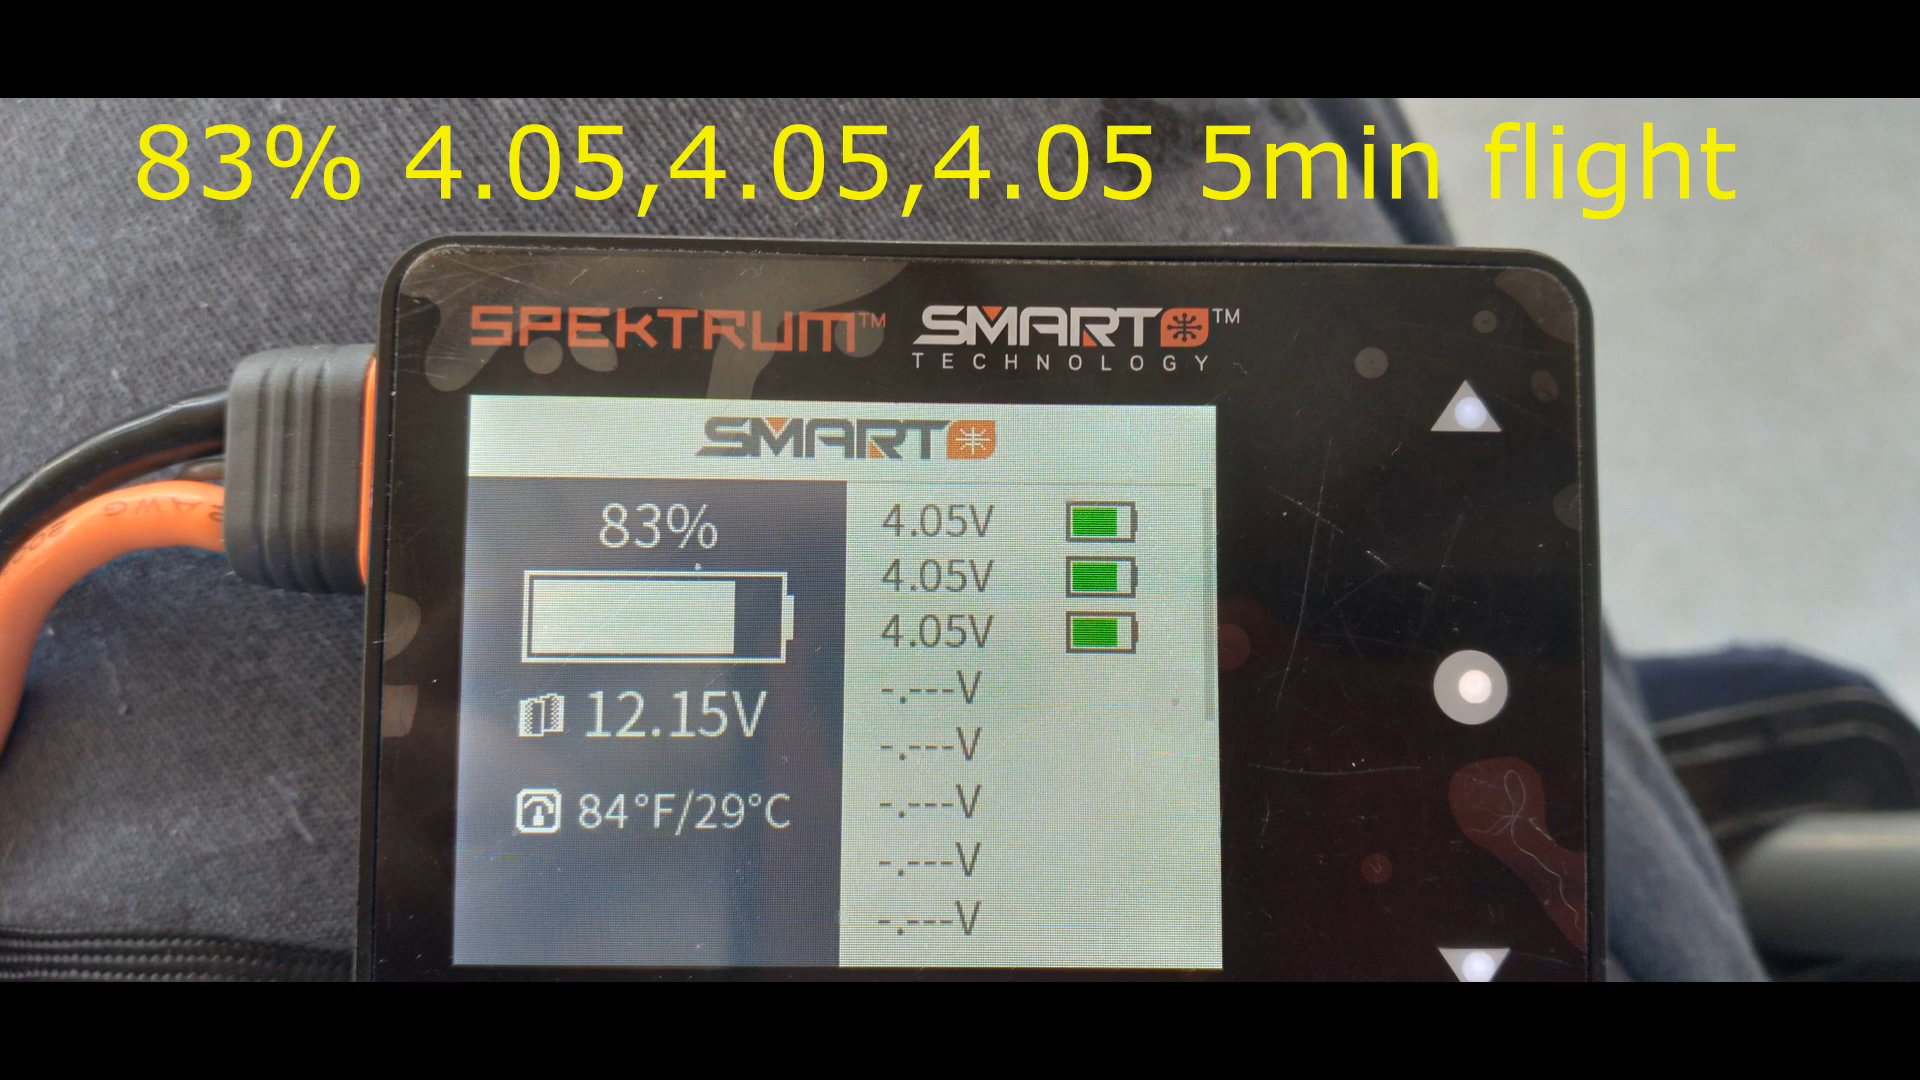 83% 4.05,4.05,4.05 5min flight
SPEKTRUM™ SMART™
TECHNOLOGY
SMART
83%
12.15V
84°F/29°C
4.05V
4.05V
4.05V
-.---V
-.---V
-.---V
-.---V
-.---V